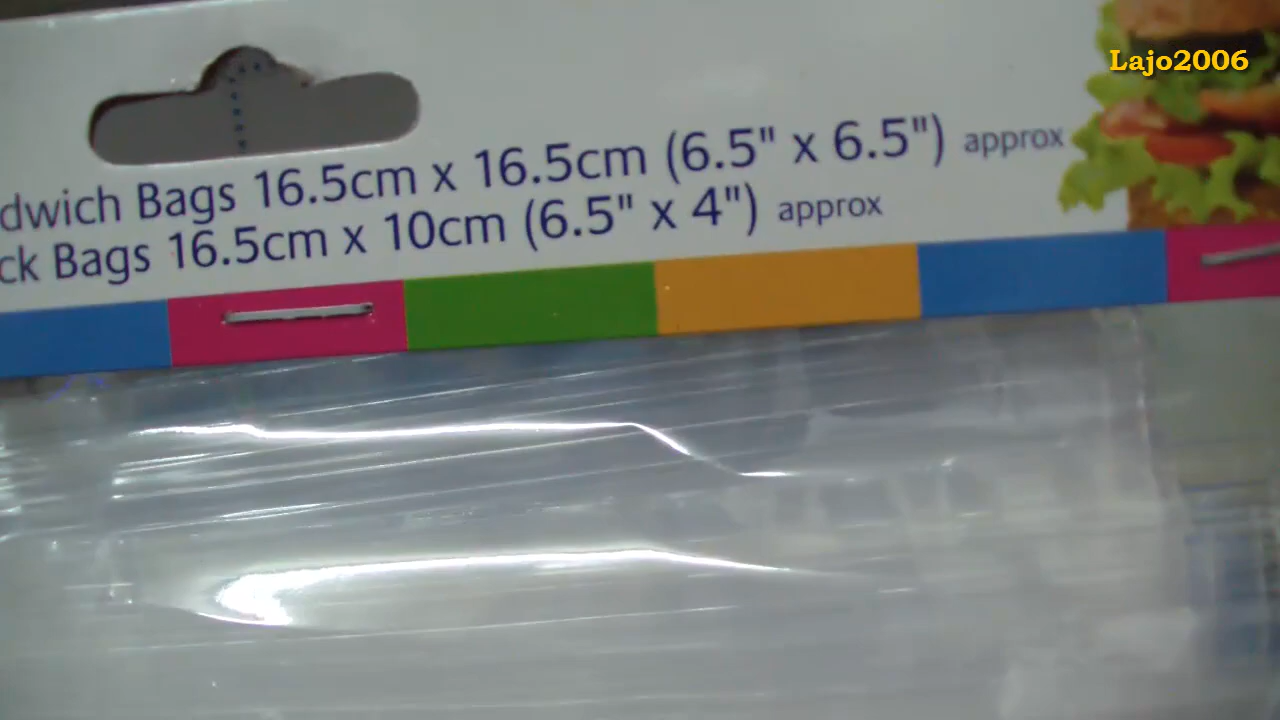 dwich Bags 16.5cm x 16.5cm (6.5" x 6.5") approx
ck Bags 16.5cm x 10cm (6.5" x 4") approx
Lajo2006